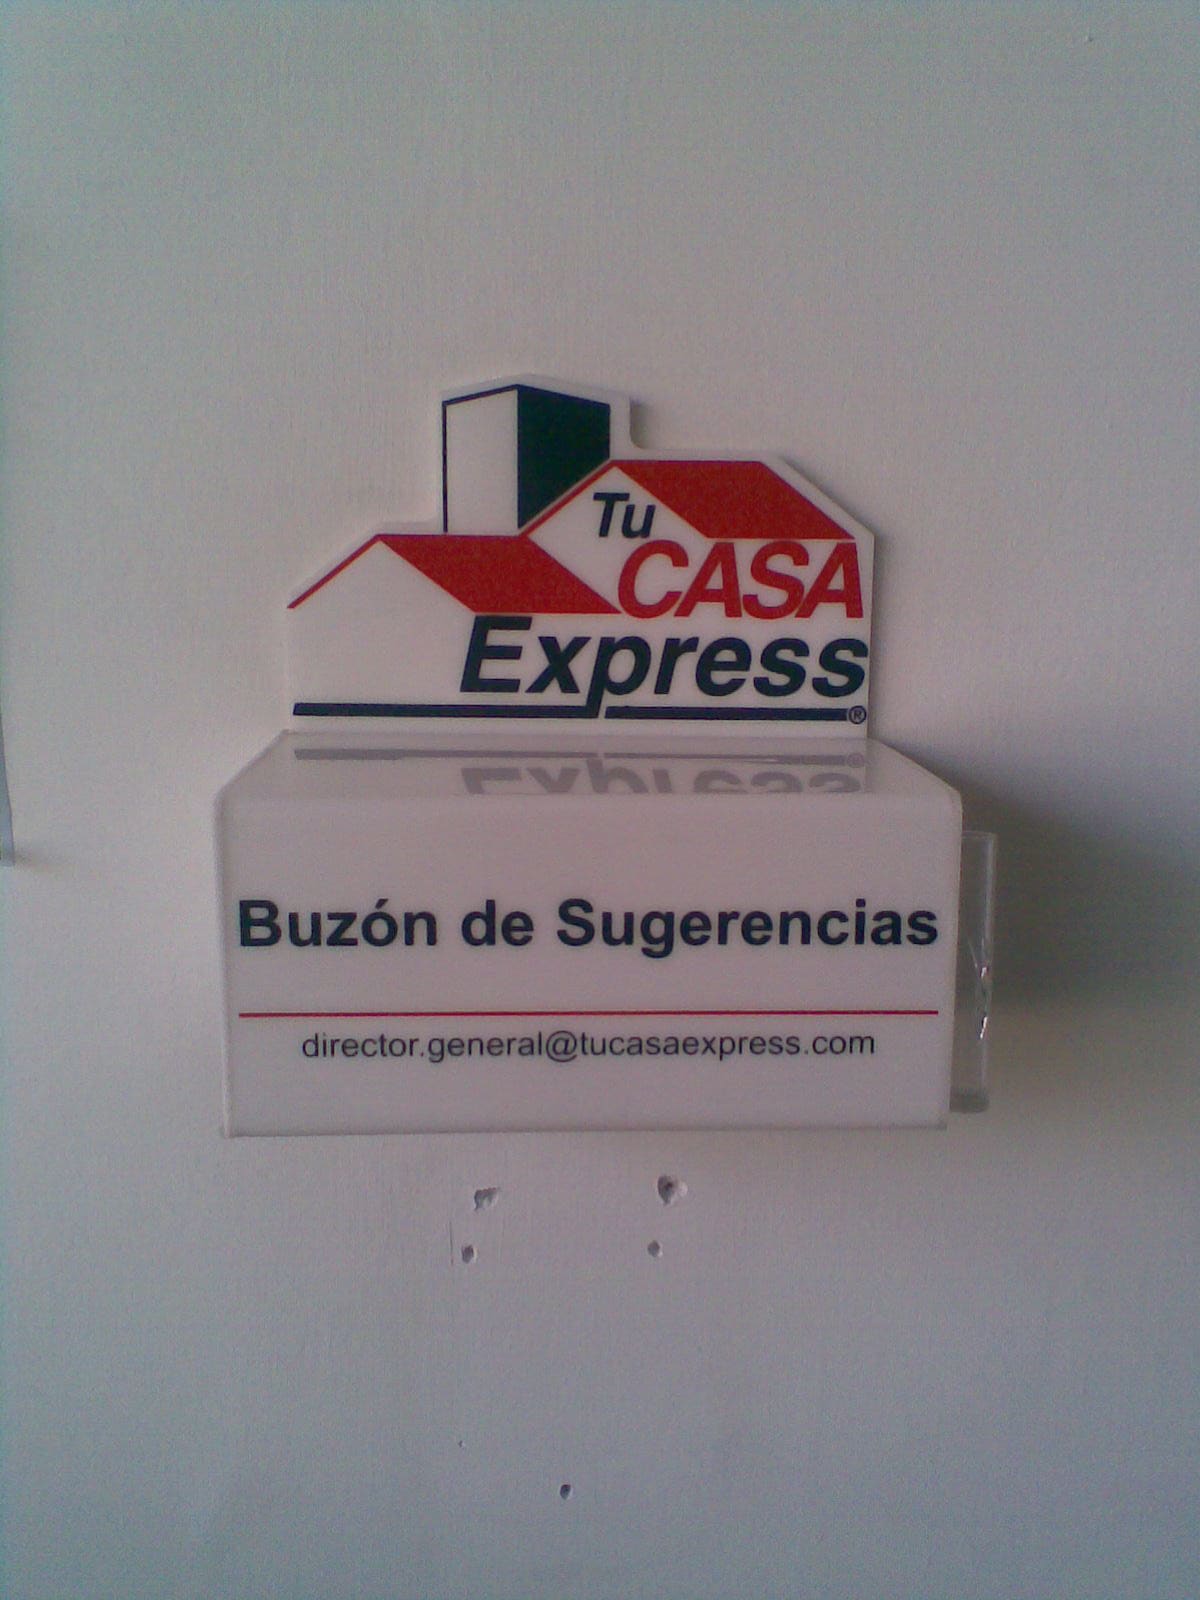 Tu
CASA
Express
®
Buzón de Sugerencias
director.general@tucasaexpress.com